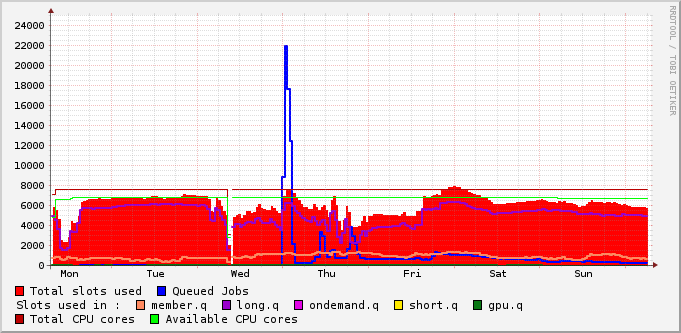 24000
22000
20000
18000
16000
14000
12000
10000
8000
6000
4000
2000
0
Mon Tue Wed Thu Fri Sat Sun
Total slots used Queued Jobs
Slots used in : member.q long.q ondemand.q short.q gpu.q
Total CPU cores Available CPU cores
RRDTOOL / TOBI OETIKER